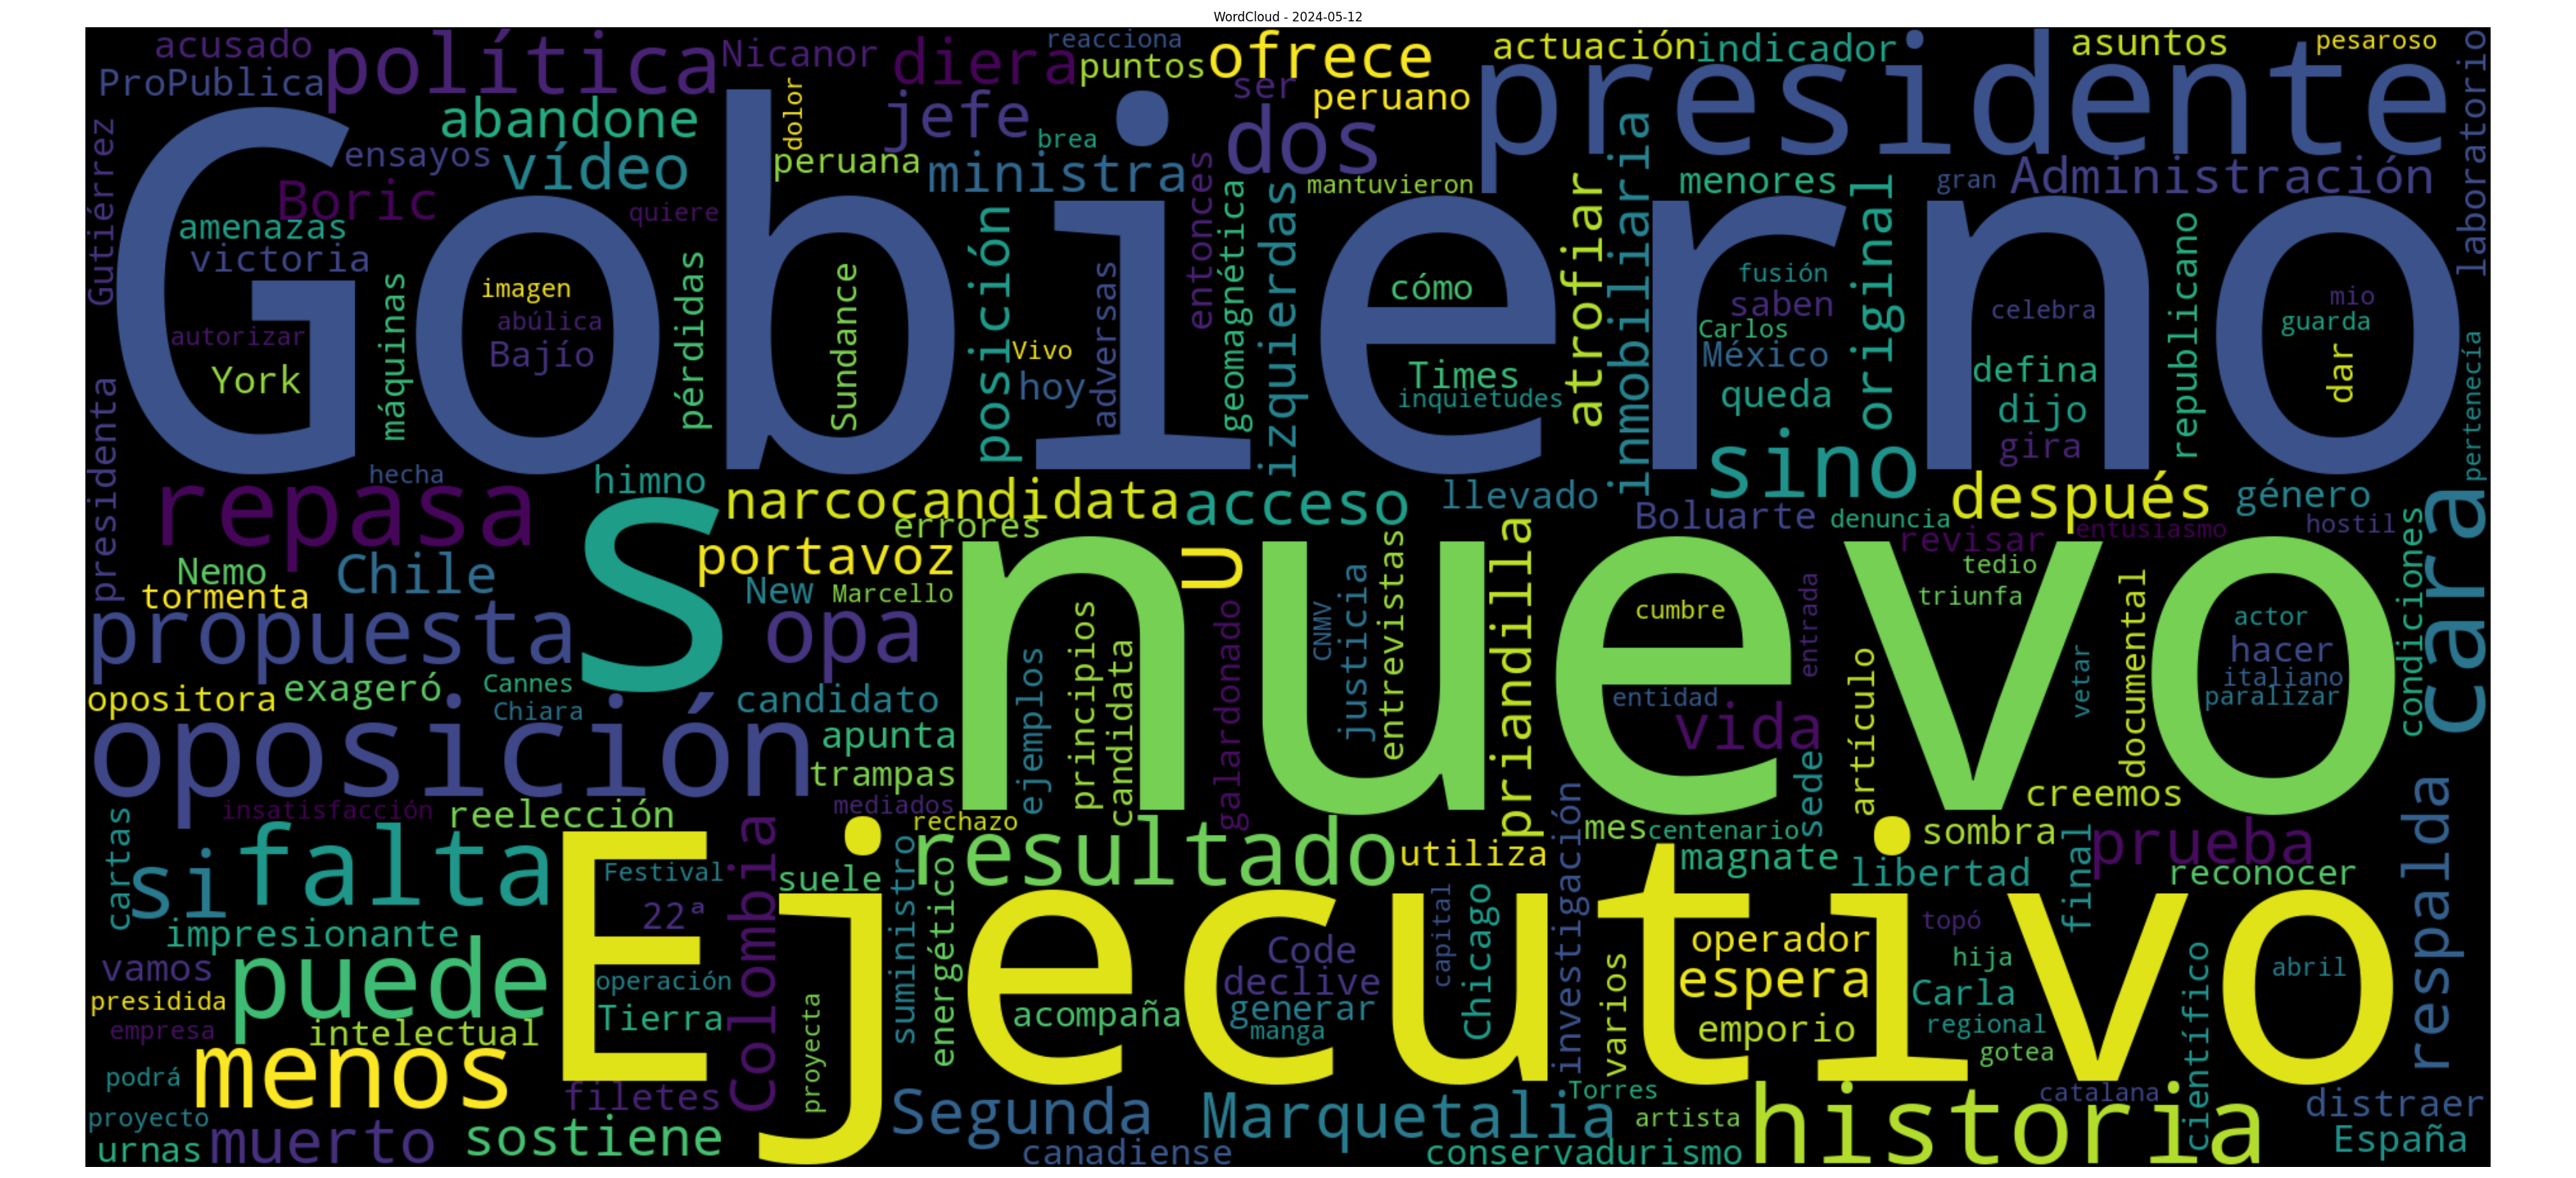 WordCloud - 2024-05-12
acusado
política
Nicanor
diera
reacciona
puntos
ofrece
actuación
indicador
asuntos
pesaroso
ProPublica
ser
peruano
presidente
laboratorio
abandone
dolor
jefe
brea
dos
Gutiérrez
ensayos
vídeo
peruana
ministra
mantuvieron
menores
gran
Administración
Boric
quiere
amenazas
victoria
Gobierno
posición
entonces
geomagnética
izquierdas
atrofiar
inmobiliaria
original
republicano
máquinas
imagen
abúlica
Bajío
pérdidas
Sundance
adversas
cómo
fusión
saben
celebra
mio
guarda
autorizar
York
Vivo
hoy
Times
inquietudes
Carlos
México
queda
defina
dijo
gira
dar
pertenecía
presidenta
hecha
himno
repasa
narcocandidata
errores
acceso
llevado
sino
después
género
Boluarte
denuncia
revisar
entusiasmo
hostil
cara
condiciones
Nemo
tormenta
Chile
S
portavoz
u
New
Marcello
nuevo
priandilla
tedio
triunfa
propuesta
opa
principios
candidata
ejemplos
galardonado
CNMV
justicia
entrevistas
cumbre
entrada
entidad
vida
artículo
vetar
documental
actor
hacer
italiano
paralizar
opositora
exageró
Cannes
Chiara
candidato
oposición
apunta
trampas
sede
creemos
respalda
insatisfacción
reelección
mediados
rechazo
cartas
si
falta
Colombia
resultado
utiliza
investigación
mes
centenario
sombra
magnate
libertad
final
prueba
reconocer
Festival
22ª
suele
suministro
energético
Ejecutivo
impresionante
vamos
puede
presidida
empresa
intelectual
operación
Tierra
proyecta
acompaña
Code
declive
generar
manga
capital
Chicago
varios
operador
espera
emporio
topó
hija
Carla
regional
gotea
científico
abril
menos
podrá
proyecto
urnas
muerto
filetes
sostiene
Segunda
canadiense
Marquetalia
Torres
artista
conservadurismo
historia
catalana
distraer
España